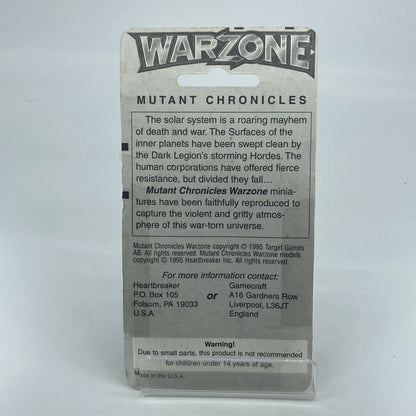 WARZONE
MUTANT CHRONICLES
The solar system is a roaring mayhem
of death and war. The Surfaces of the
inner planets have been swept clean by
the Dark Legion's storming Hordes. The
human corporations have offered fierce
resistance, but divided they fall...
Mutant Chronicles Warzone minia-
tures have been faithfully reproduced to
capture the violent and gritty atmos-
phere of this war-torn universe.
Mutant Chronicles Warzone copyright © 1995 Target Games
AB. All rights reserved. Mutant Chronicles Warzone models
copyright © 1995 Heartbreaker Inc. All rights reserved.
For more information contact:
Heartbreaker
P.O. Box 105
Folsom, PA 19033
U.S.A.
or
Gamecraft
A16 Gardners Row
Liverpool, L36JT
England
Warning!
Due to small parts, this product is not recommended
for children under 14 years of age.
Made in the U.S.A.